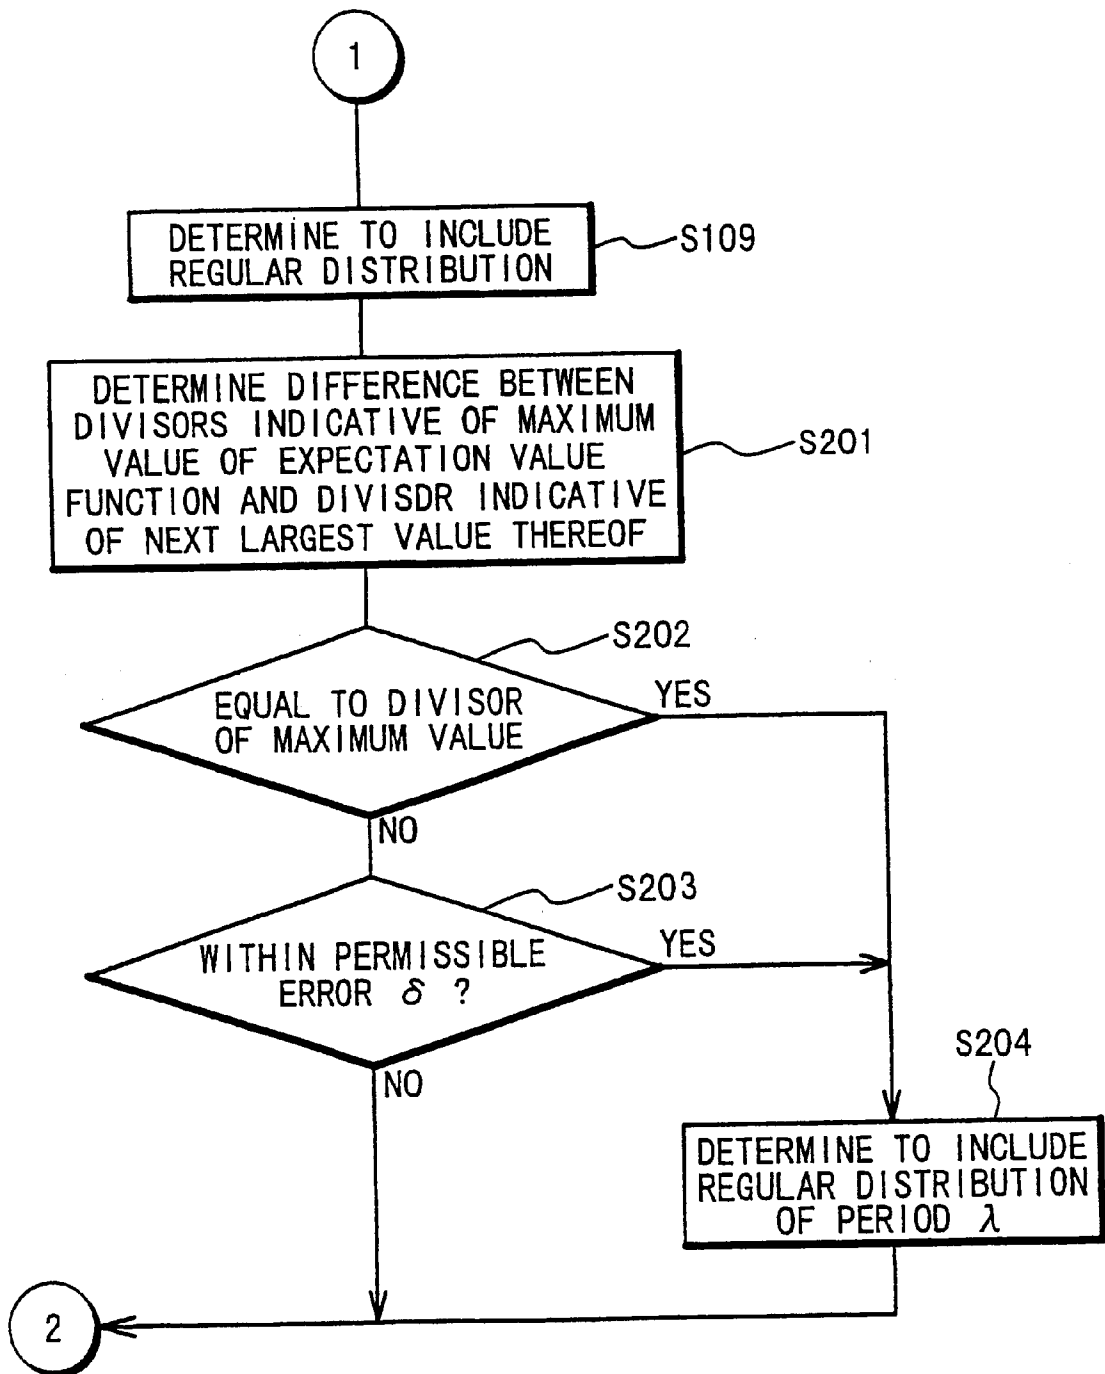 1
DETERMINE TO INCLUDE
REGULAR DISTRIBUTION
S109
DETERMINE DIFFERENCE BETWEEN
DIVISORS INDICATIVE OF MAXIMUM
VALUE OF EXPECTATION VALUE
FUNCTION AND DIVISDR INDICATIVE
OF NEXT LARGEST VALUE THEREOF
S201
S202
EQUAL TO DIVISOR
OF MAXIMUM VALUE
YES
NO
S203
WITHIN PERMISSIBLE
ERROR δ ?
YES
NO
S204
DETERMINE TO INCLUDE
REGULAR DISTRIBUTION
OF PERIOD λ
2